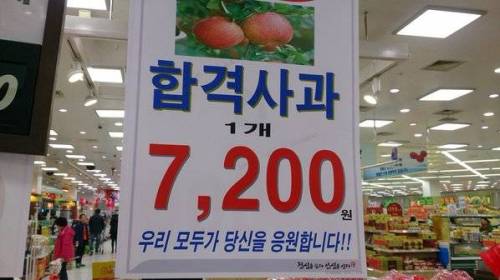 합격사과
1개
7,200원
우리 모두가 당신을 응원합니다!!